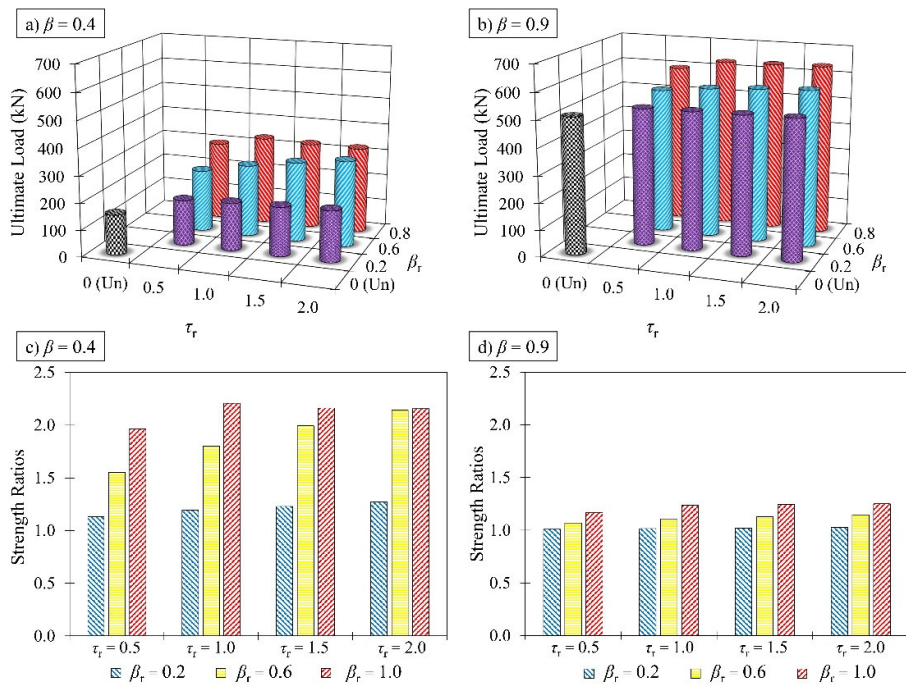 a) β = 0.4
Ultimate Load (kN)
700
600
500
400
300
200
100
0
0 (Un)
0.5
1.0
1.5
2.0
τr
0.8
0.6
0.2
0 (Un)
βr
b) β = 0.9
Ultimate Load (kN)
700
600
500
400
300
200
100
0
0 (Un)
0.5
1.0
1.5
2.0
τr
0.8
0.6
0.2
0 (Un)
βr
c) β = 0.4
Strength Ratios
2.5
2.0
1.5
1.0
0.5
0.0
τr = 0.5 τr = 1.0 τr = 1.5 τr = 2.0
βr = 0.2 βr = 0.6 βr = 1.0
d) β = 0.9
Strength Ratios
2.5
2.0
1.5
1.0
0.5
0.0
τr = 0.5 τr = 1.0 τr = 1.5 τr = 2.0
βr = 0.2 βr = 0.6 βr = 1.0